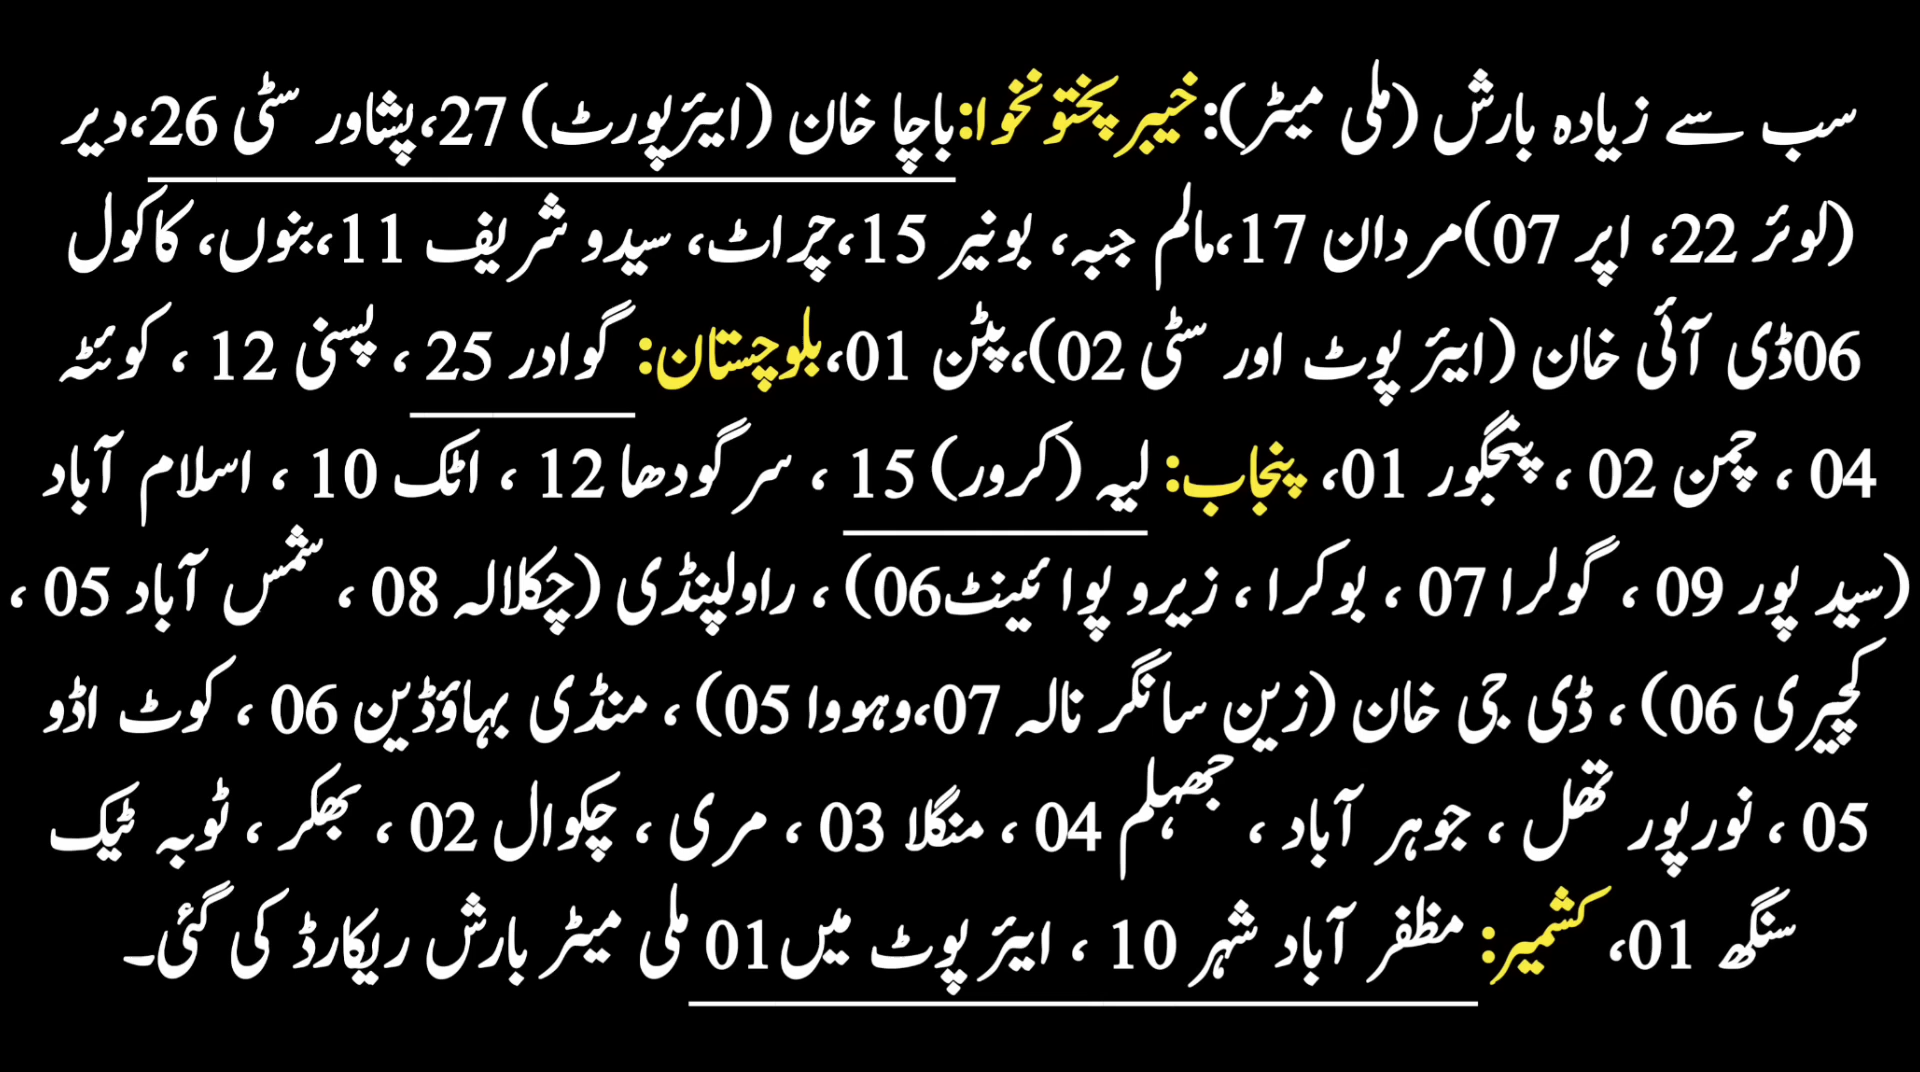 سب سے زیادہ بارش (ملی میٹر): خیبر پختونخوا: باچا خان (ایئرپورٹ) 27، پشاور سٹی 26، دیر
(لوئر 22، اپر 07) مردان 17، مالم جبہ، بونیر 15، چراٹ، سیدو شریف 11، بنوں، کاکول
06 ڈی آئی خان (ایئر پوٹ اور سٹی 02)، پٹن 01، بلوچستان: گوادر 25 ، پسنی 12 ، کوئٹہ
04 ، چمن 02 ، پنجگور 01، پنجاب: لیہ (کرور) 15 ، سرگودھا 12 ، اٹک 10 ، اسلام آباد
(سید پور 09 ، گولرا 07 ، بوکرا ، زیرو پوائینٹ 06) ، راولپنڈی (چکلالہ 08 ، شمس آباد 05 ،
کچیری 06) ، ڈی جی خان (زین سانگر نالہ 07، وہووا 05) ، منڈی بہاؤڈین 06 ، کوٹ اڈو
05 ، نورپور تھل ، جوہر آباد ، جھہلم 04 ، منگلا 03 ، مری ، چکوال 02 ، بھکر ، ٹوبہ ٹیک
سنگھ 01، کشمیر: مظفر آباد شہر 10 ، ایئر پوٹ میں 01 ملی میٹر بارش ریکارڈ کی گئی۔